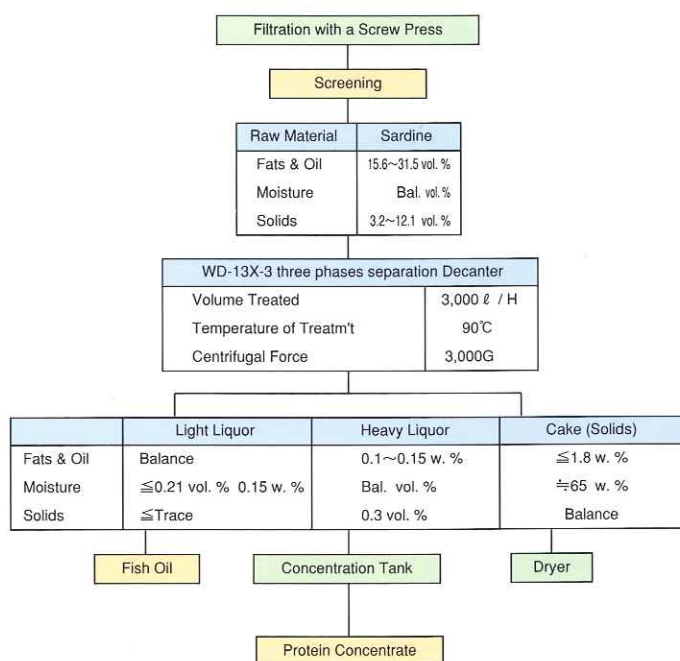 Filtration with a Screw Press
Screening
Raw Material Sardine
Fats & Oil 15.6~31.5 vol. %
Moisture Bal. vol. %
Solids 3.2~12.1 vol. %
WD-13X-3 three phases separation Decanter
Volume Treated 3,000 ℓ / H
Temperature of Treatm't 90℃
Centrifugal Force 3,000G
Light Liquor Heavy Liquor Cake (Solids)
Fats & Oil Balance 0.1~0.15 w. % ≦1.8 w. %
Moisture ≦0.21 vol. % 0.15 w. % Bal. vol. % ≒65 w. %
Solids ≦Trace 0.3 vol. % Balance
Fish Oil Concentration Tank Dryer
Protein Concentrate